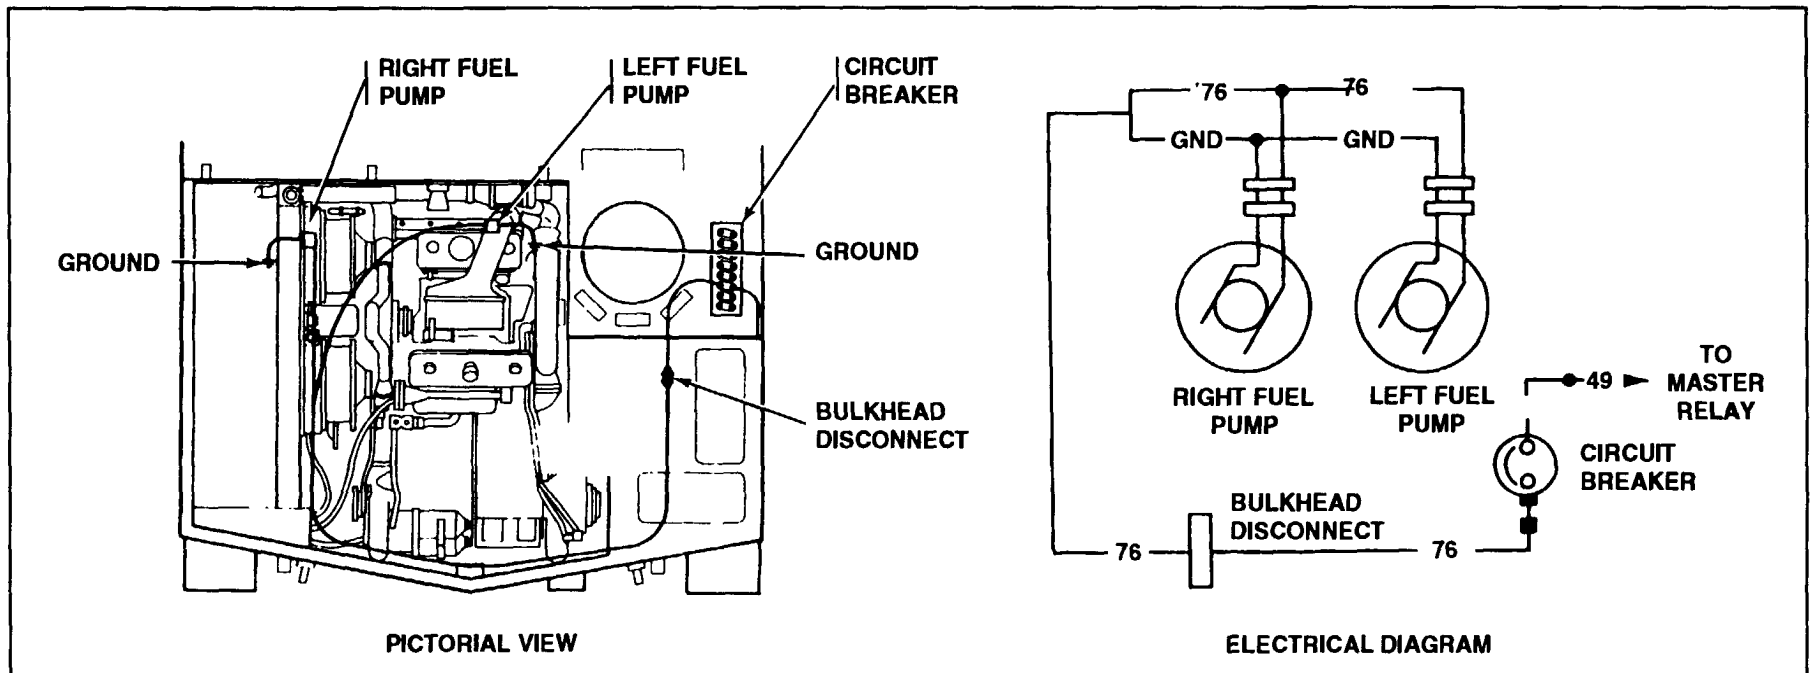 RIGHT FUEL
PUMP
LEFT FUEL
PUMP
CIRCUIT
BREAKER
GROUND
GROUND
BULKHEAD
DISCONNECT
PICTORIAL VIEW
'76
76
GND
GND
RIGHT FUEL
PUMP
LEFT FUEL
PUMP
49
TO
MASTER
RELAY
CIRCUIT
BREAKER
BULKHEAD
DISCONNECT
76
76
ELECTRICAL DIAGRAM